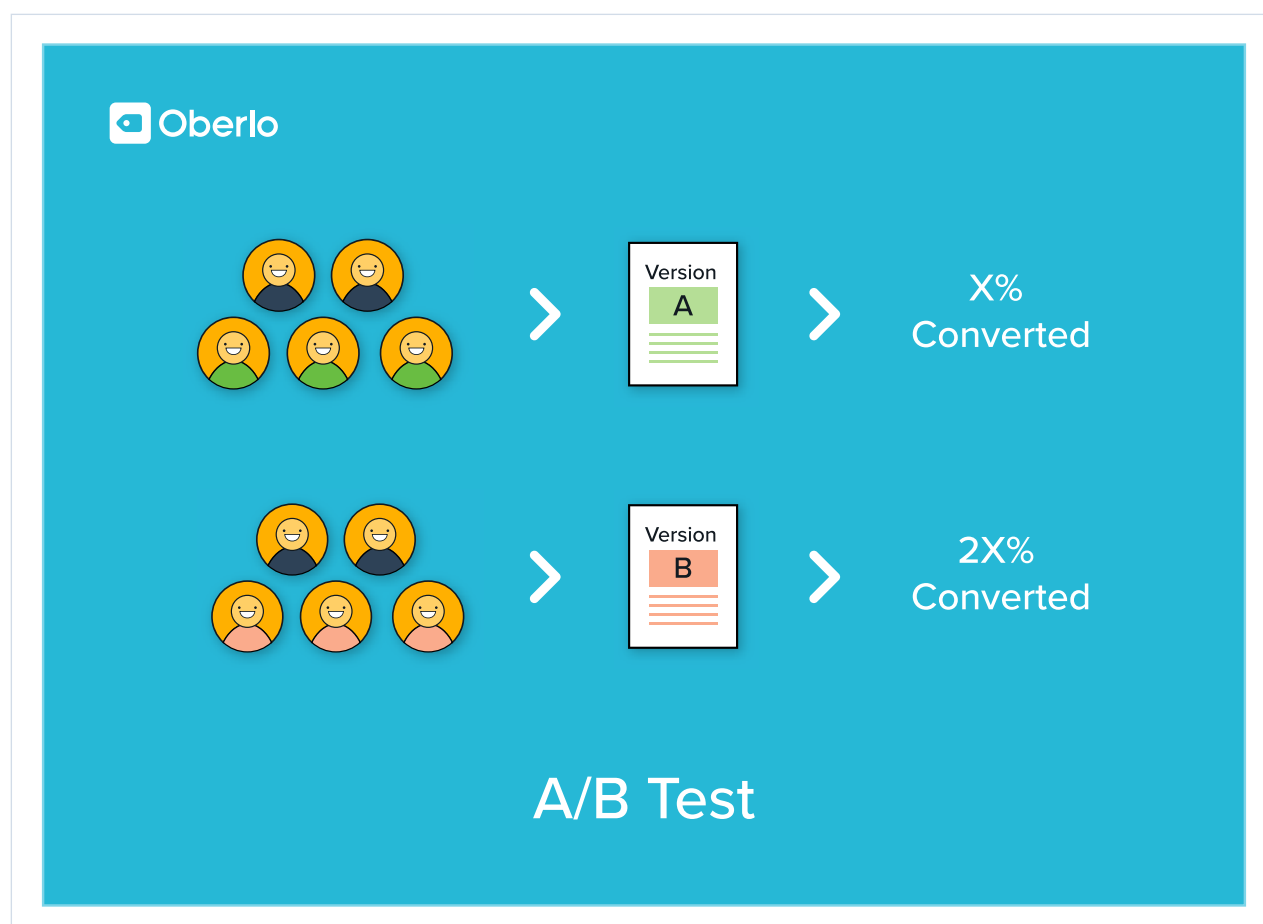 Oberlo
Version
A
X%
Converted
Version
B
2X%
Converted
A/B Test